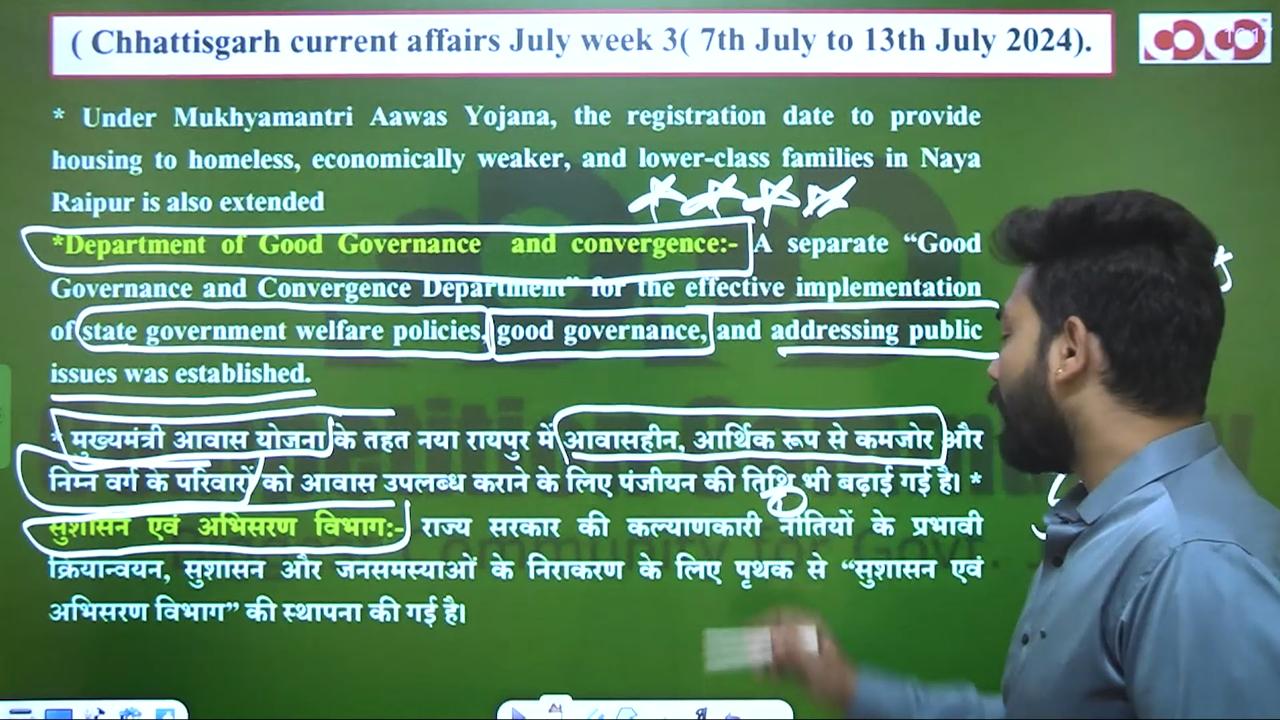 ( Chhattisgarh current affairs July week 3( 7th July to 13th July 2024).
* Under Mukhyamantri Aawas Yojana, the registration date to provide
housing to homeless, economically weaker, and lower-class families in Naya
Raipur is also extended
*Department of Good Governance and convergence:- A separate “Good
Governance and Convergence Department” for the effective implementation
of state government welfare policies, good governance, and addressing public
issues was established.
* मुख्यमंत्री आवास योजना के तहत नया रायपुर में आवासहीन, आर्थिक रूप से कमजोर और
निम्न वर्ग के परिवारों को आवास उपलब्ध कराने के लिए पंजीयन की तिथि भी बढ़ाई गई है। *
सुशासन एवं अभिसरण विभाग:- राज्य सरकार की कल्याणकारी नीतियों के प्रभावी
क्रियान्वयन, सुशासन और जनसमस्याओं के निराकरण के लिए पृथक से “सुशासन एवं
अभिसरण विभाग” की स्थापना की गई है।